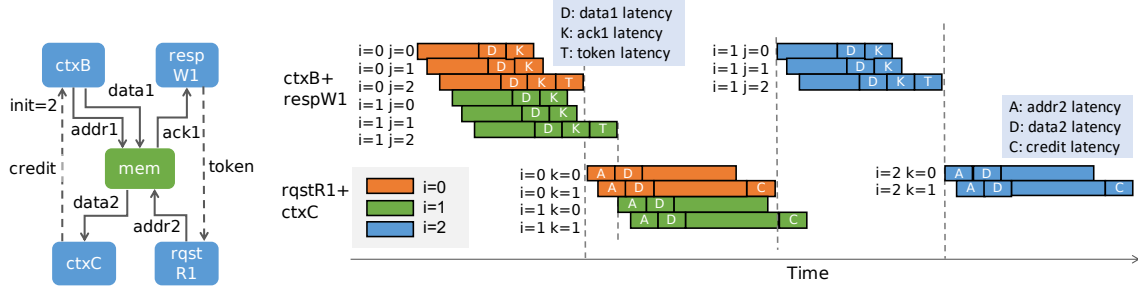 ctxB
resp
W1
init=2
data1
addr1
ack1
mem
credit
token
data2
addr2
ctxC
rqst
R1
D: data1 latency
K: ack1 latency
T: token latency
ctxB+
respW1
i=0 j=0
i=0 j=1
i=0 j=2
i=1 j=0
i=1 j=1
i=1 j=2
D K
D K
D K T
D K
D K
D K T
i=1 j=0
i=1 j=1
i=1 j=2
D K
D K
D K T
A: addr2 latency
D: data2 latency
C: credit latency
rqstR1+
ctxC
i=0
i=1
i=2
i=0 k=0
i=0 k=1
i=1 k=0
i=1 k=1
A D
A D C
A D
A D C
i=2 k=0
i=2 k=1
A D
A D C
Time